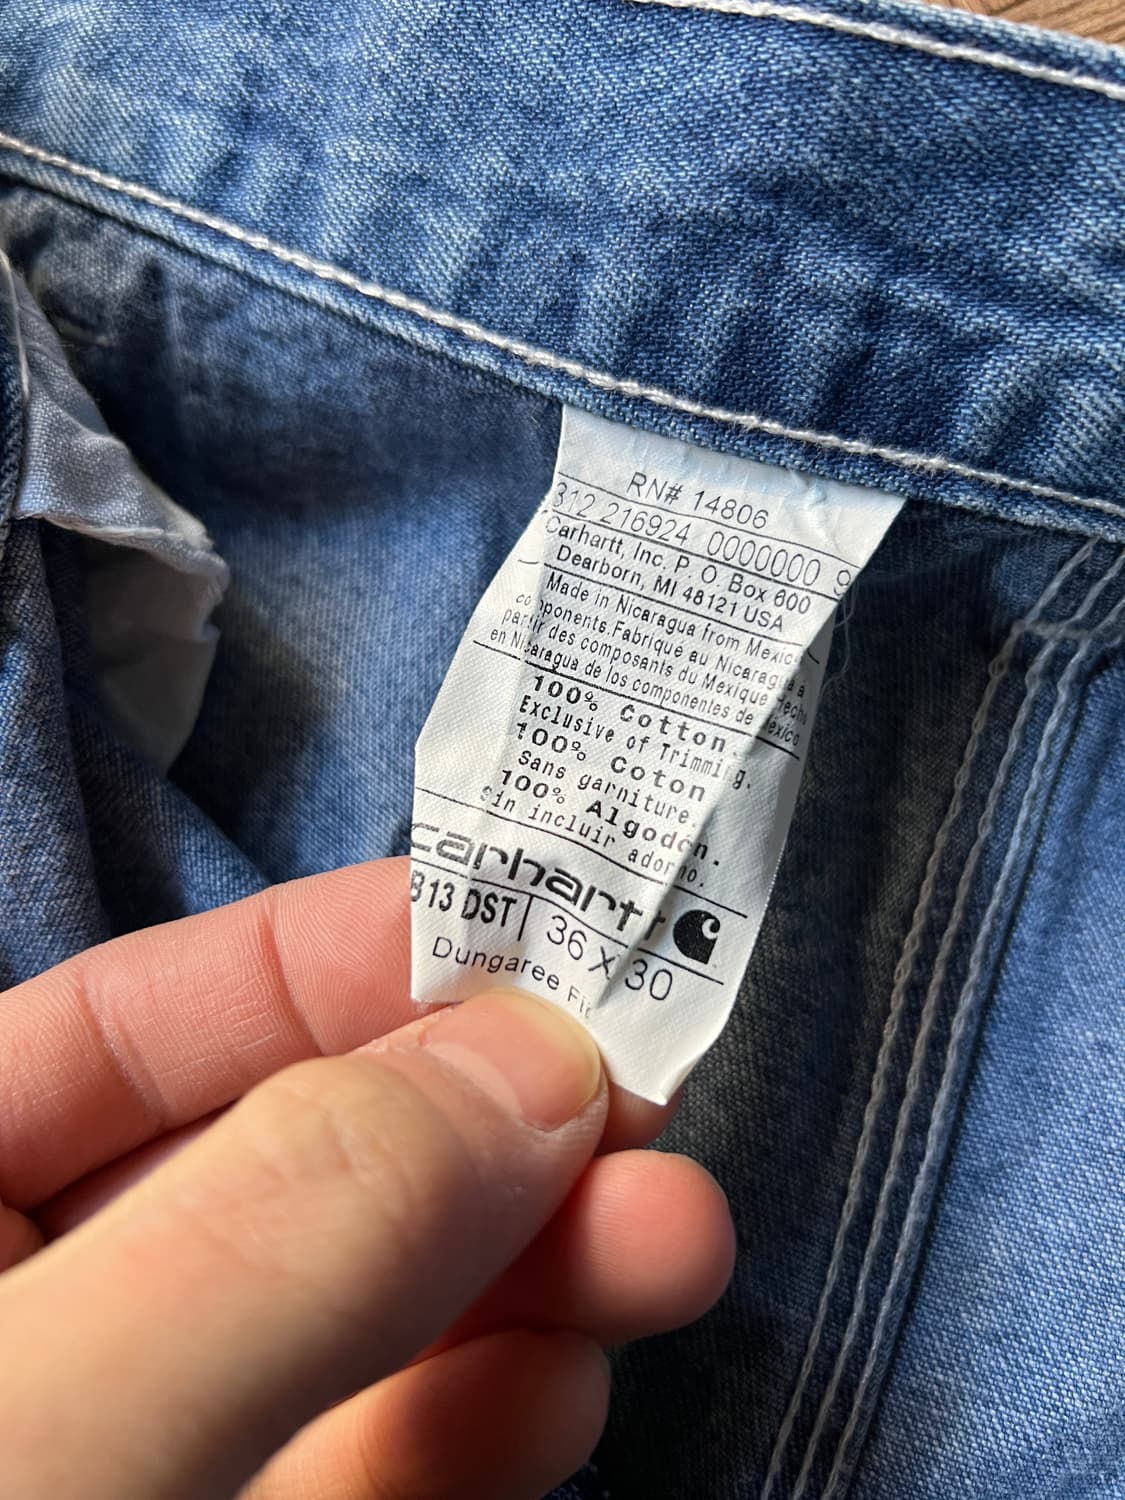 RN# 14806
312 216924 0000000 9
Carhartt, Inc. P. O. Box 600
Dearborn, MI 48121 USA
Made in Nicaragua from Mexico
components.Fabriqué au Nicaragua à
partir des composants du Mexique Hecho
en Nicaragua de los componentes de Mexico
100% Cotton.
Exclusive of Trimming.
100% Coton
Sans garniture.
100% Algodón.
Sin incluir adorno.
carhartt
B13 DST 36 X 30
Dungaree